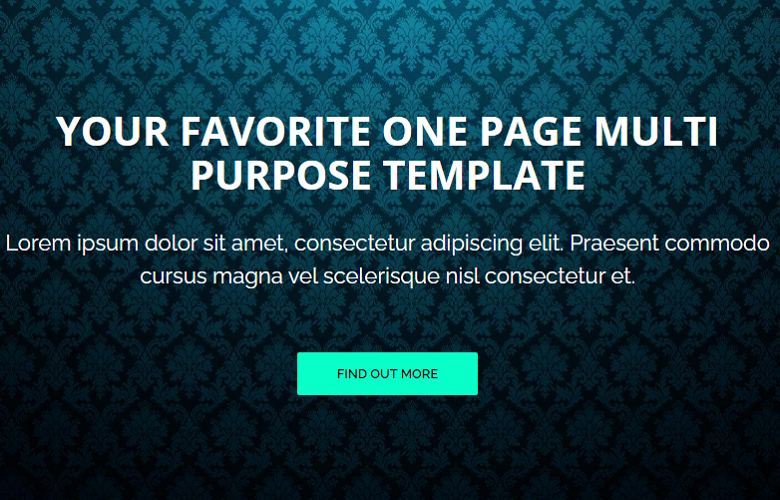 YOUR FAVORITE ONE PAGE MULTI
PURPOSE TEMPLATE
Lorem ipsum dolor sit amet, consectetur adipiscing elit. Praesent commodo
cursus magna vel scelerisque nisl consectetur et.
FIND OUT MORE